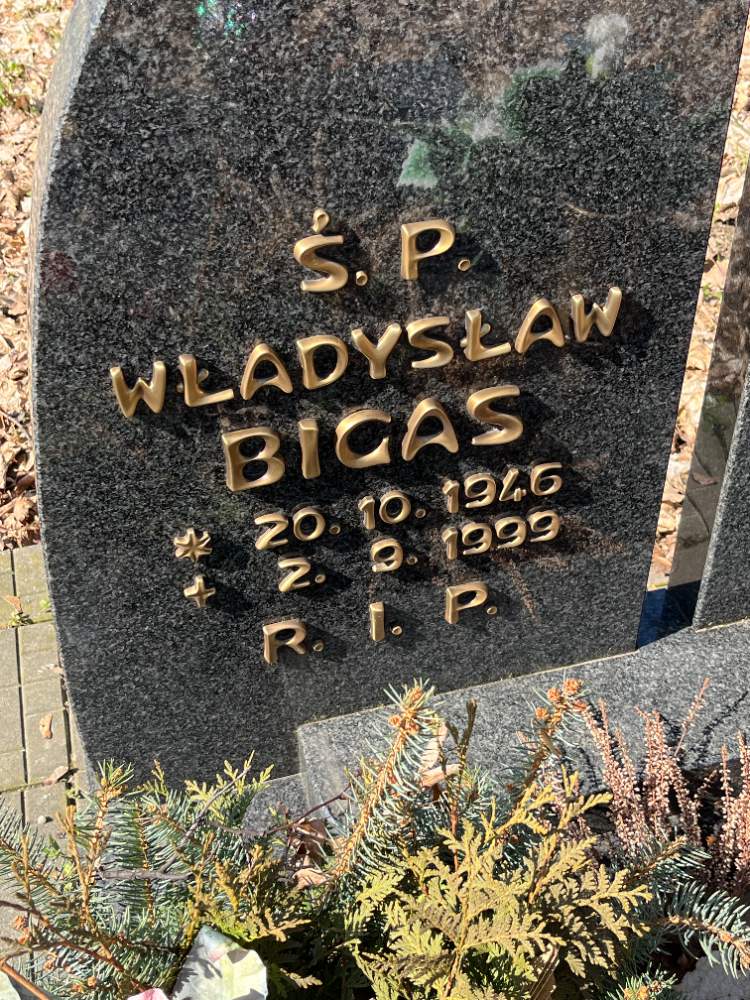 Ś. P.
WŁADYSŁAW
BIGAS
* 20. 10. 1946
+ 2. 9. 1999
R. I. P.